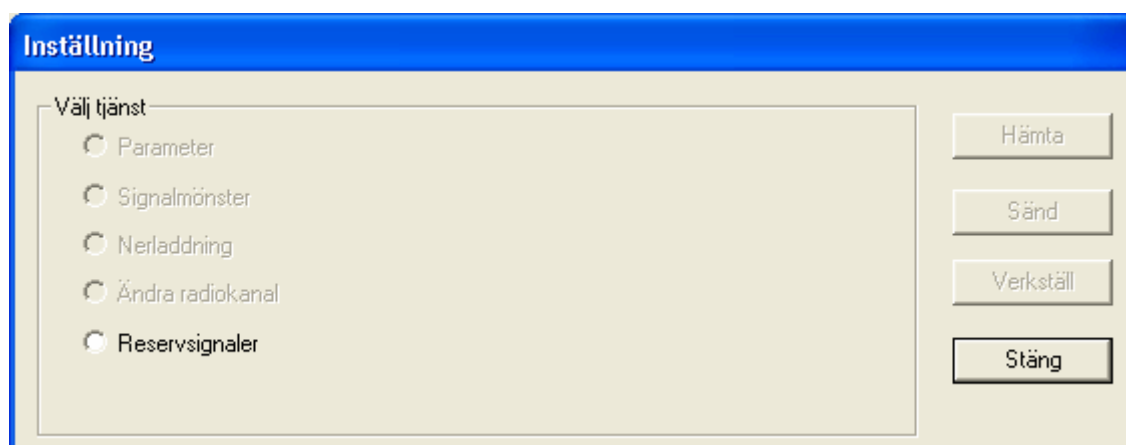 Inställning
Välj tjänst
Parameter
Signalmönster
Nerladdning
Ändra radiokanal
Reservsignaler
Hämta
Sänd
Verkställ
Stäng